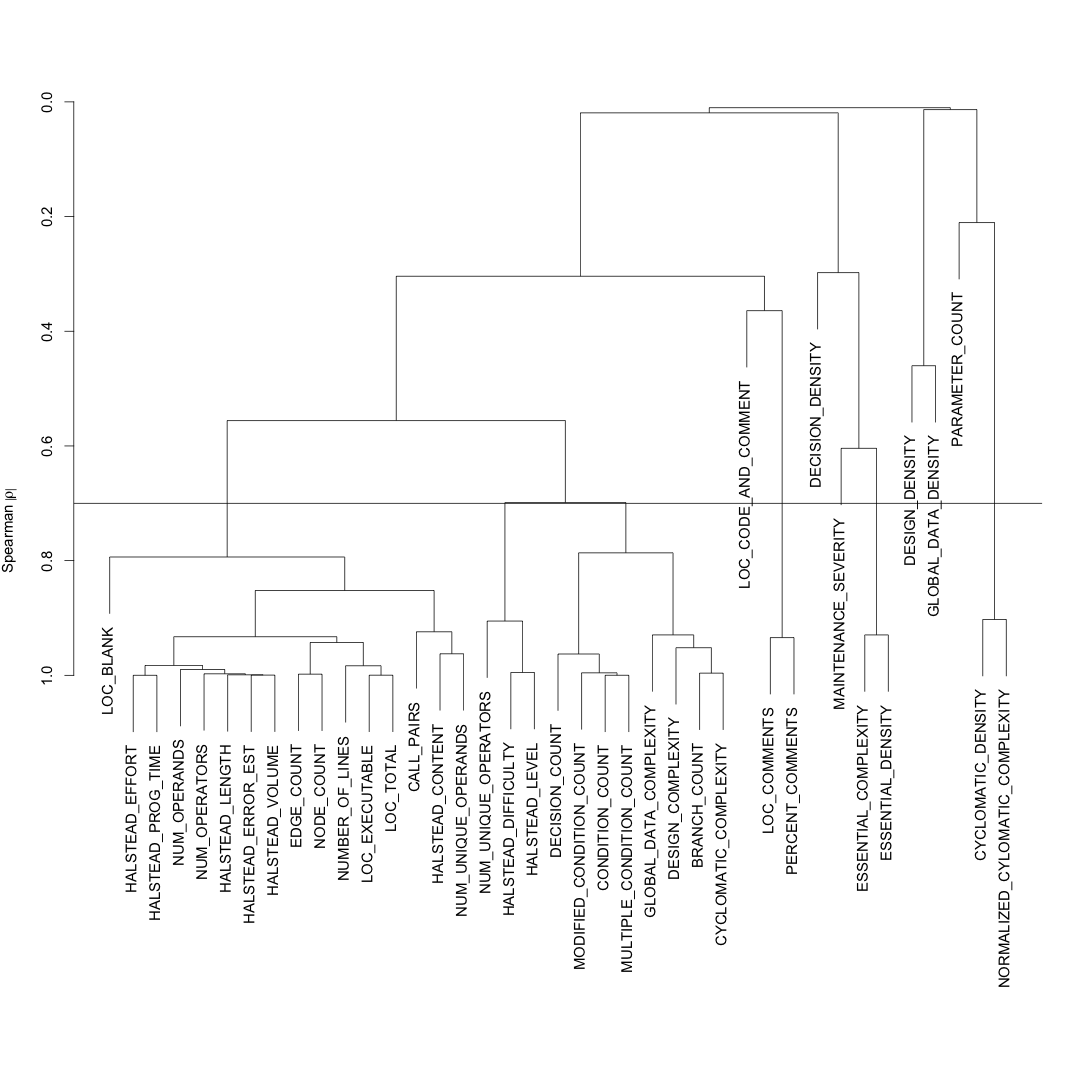 Spearman |ρ|
0.0
0.2
0.4
0.6
0.8
1.0
LOC_BLANK
HALSTEAD_EFFORT
HALSTEAD_PROG_TIME
NUM_OPERANDS
NUM_OPERATORS
HALSTEAD_LENGTH
HALSTEAD_ERROR_EST
HALSTEAD_VOLUME
EDGE_COUNT
NODE_COUNT
NUMBER_OF_LINES
LOC_EXECUTABLE
LOC_TOTAL
CALL_PAIRS
HALSTEAD_CONTENT
NUM_UNIQUE_OPERANDS
NUM_UNIQUE_OPERATORS
HALSTEAD_DIFFICULTY
HALSTEAD_LEVEL
DECISION_COUNT
MODIFIED_CONDITION_COUNT
CONDITION_COUNT
MULTIPLE_CONDITION_COUNT
GLOBAL_DATA_COMPLEXITY
DESIGN_COMPLEXITY
BRANCH_COUNT
CYCLOMATIC_COMPLEXITY
LOC_CODE_AND_COMMENT
LOC_COMMENTS
PERCENT_COMMENTS
DECISION_DENSITY
MAINTENANCE_SEVERITY
ESSENTIAL_COMPLEXITY
ESSENTIAL_DENSITY
DESIGN_DENSITY
GLOBAL_DATA_DENSITY
PARAMETER_COUNT
CYCLOMATIC_DENSITY
NORMALIZED_CYLOMATIC_COMPLEXITY